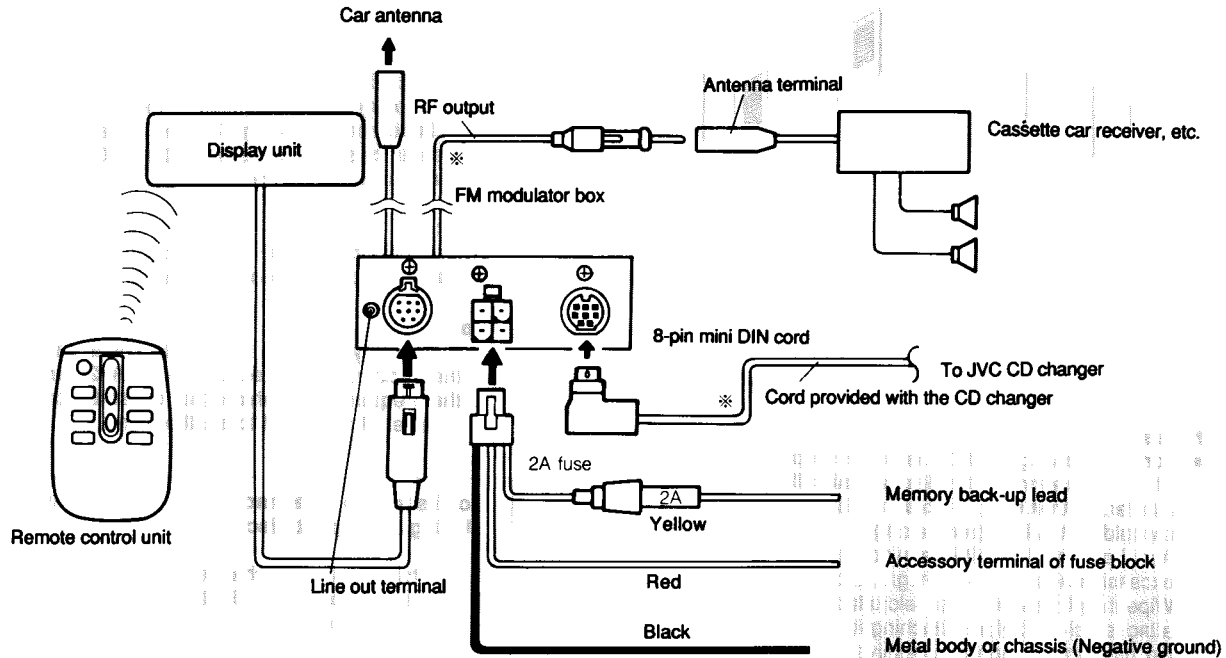 Car antenna
RF output
Antenna terminal
Cassette car receiver, etc.
Display unit
※
FM modulator box
8-pin mini DIN cord
To JVC CD changer
※
Cord provided with the CD changer
2A fuse
2A
Memory back-up lead
Yellow
Remote control unit
Accessory terminal of fuse block
Line out terminal
Red
Black
Metal body or chassis (Negative ground)